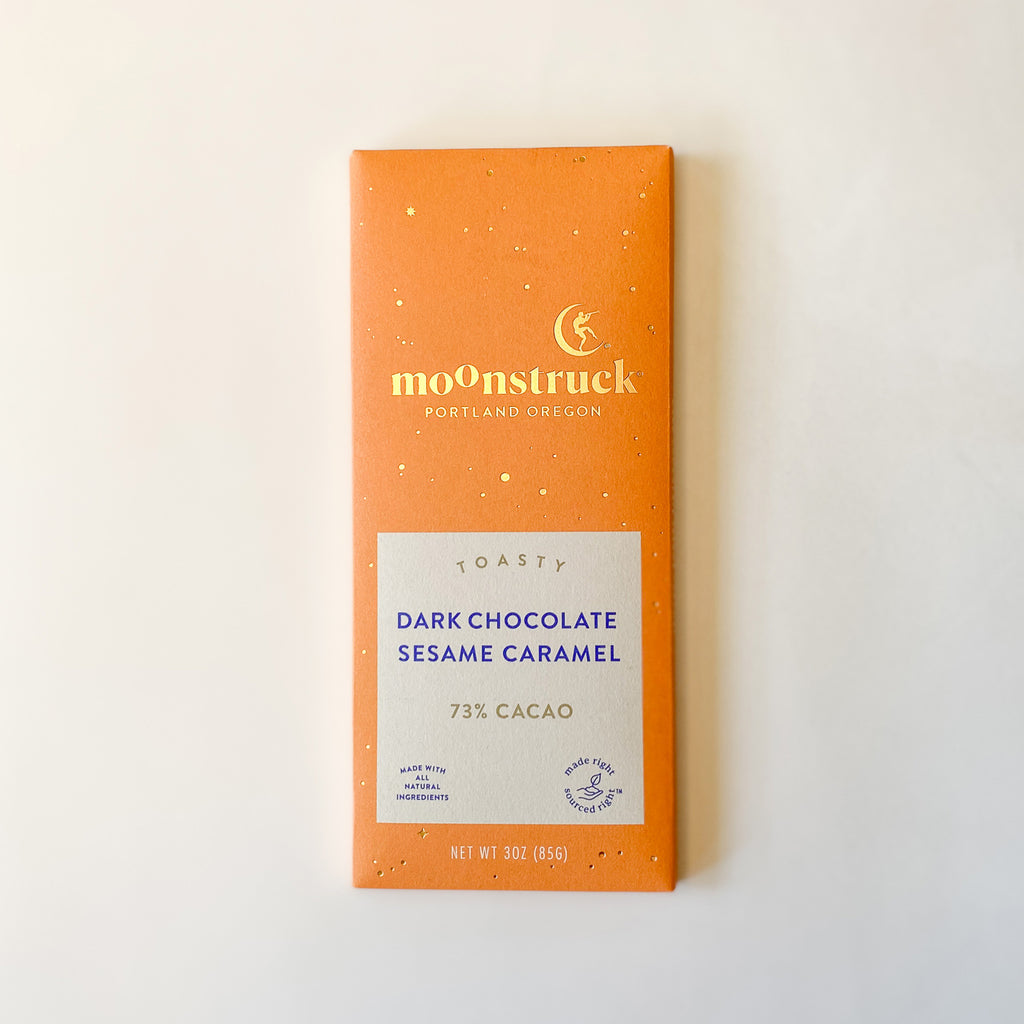 moonstruck
PORTLAND OREGON
TOASTY
DARK CHOCOLATE
SESAME CARAMEL
73% CACAO
MADE WITH
ALL
NATURAL
INGREDIENTS
made right
sourced right™
NET WT 3OZ (85G)